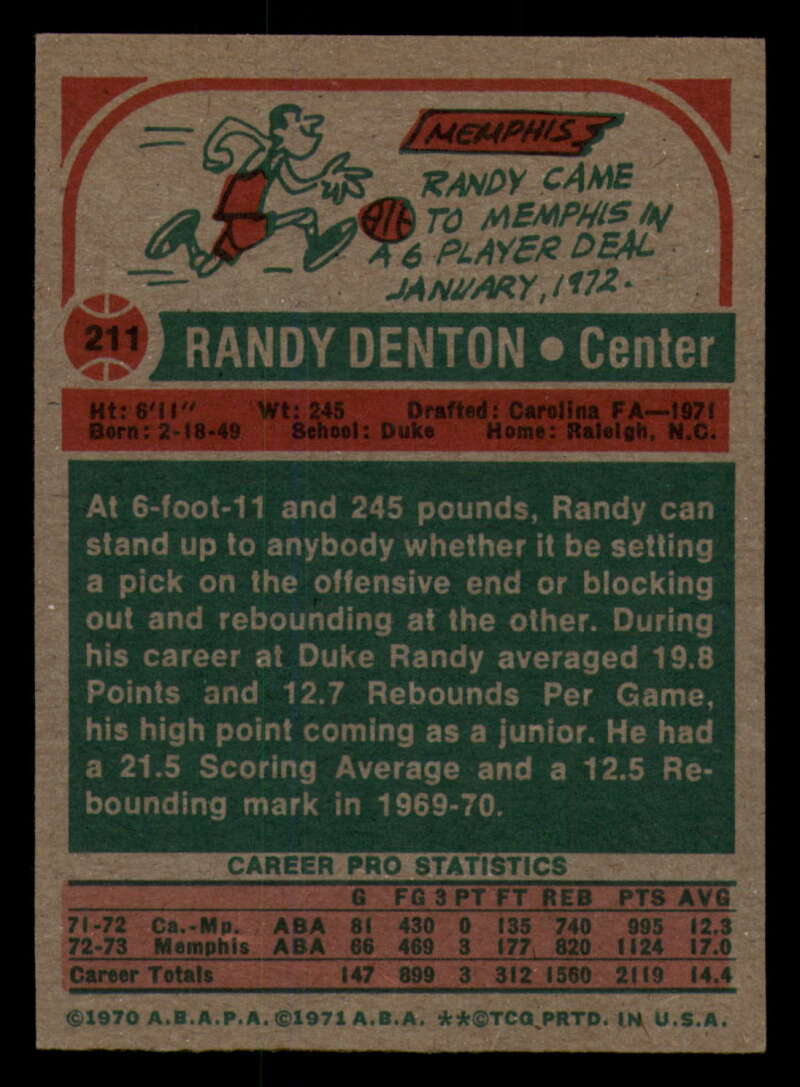 MEMPHIS
RANDY CAME
TO MEMPHIS IN
A 6 PLAYER DEAL
JANUARY, 1972.
211 RANDY DENTON • Center
Ht: 6'11" Wt: 245 Drafted: Carolina FA—1971
Born: 2-18-49 School: Duke Home: Raleigh, N.C.
At 6-foot-11 and 245 pounds, Randy can
stand up to anybody whether it be setting
a pick on the offensive end or blocking
out and rebounding at the other. During
his career at Duke Randy averaged 19.8
Points and 12.7 Rebounds Per Game,
his high point coming as a junior. He had
a 21.5 Scoring Average and a 12.5 Re-
bounding mark in 1969-70.
CAREER PRO STATISTICS
G FG 3 PT FT REB PTS AVG
71-72 Ca.-Mp. ABA 81 430 0 135 740 995 12.3
72-73 Memphis ABA 66 469 3 177 820 1124 17.0
Career Totals 147 899 3 312 1560 2119 14.4
©1970 A.B.A.P.A. ©1971 A.B.A. **©TCG PRTD. IN U.S.A.